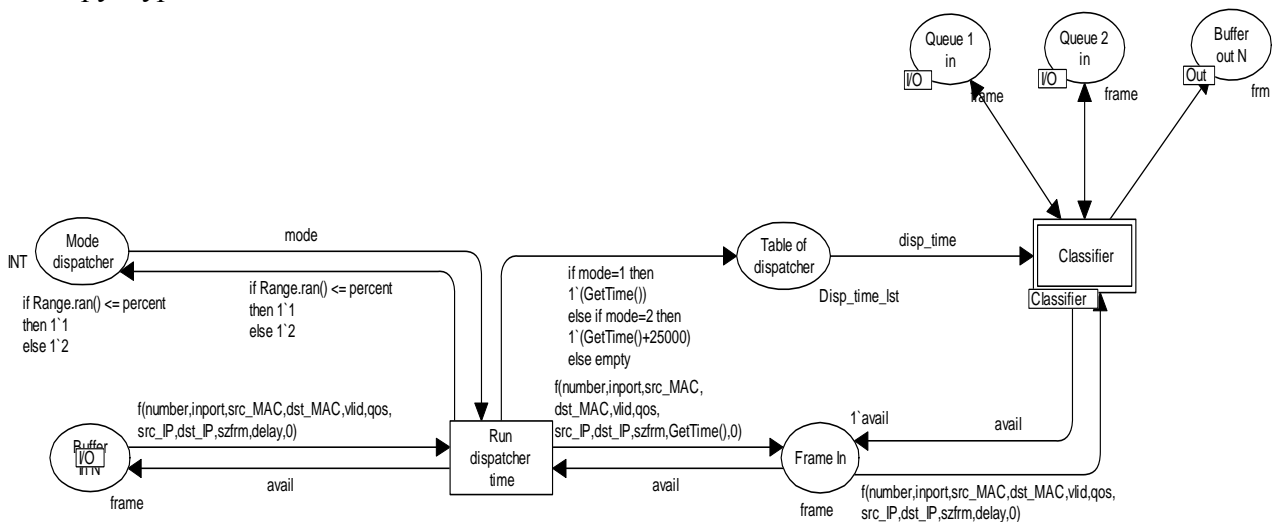 Queue 1
in
I/O
frame
Queue 2
in
I/O
frame
Buffer
out N
Out
frm
Mode
dispatcher
INT
if Range.ran() <= percent
then 1`1
else 1`2
mode
if Range.ran() <= percent
then 1`1
else 1`2
if mode=1 then
1`(GetTime())
else if mode=2 then
1`(GetTime()+25000)
else empty
Table of
dispatcher
Disp_time_lst
disp_time
Classifier
Classifier
Buffer
in N
I/O
frame
f(number,inport,src_MAC,dst_MAC,vlid,qos,
src_IP,dst_IP,szfrm,delay,0)
avail
Run
dispatcher
time
f(number,inport,src_MAC,
dst_MAC,vlid,qos,
src_IP,dst_IP,szfrm,GetTime(),0)
avail
Frame In
frame
1`avail
avail
f(number,inport,src_MAC,dst_MAC,vlid,qos,
src_IP,dst_IP,szfrm,delay,0)